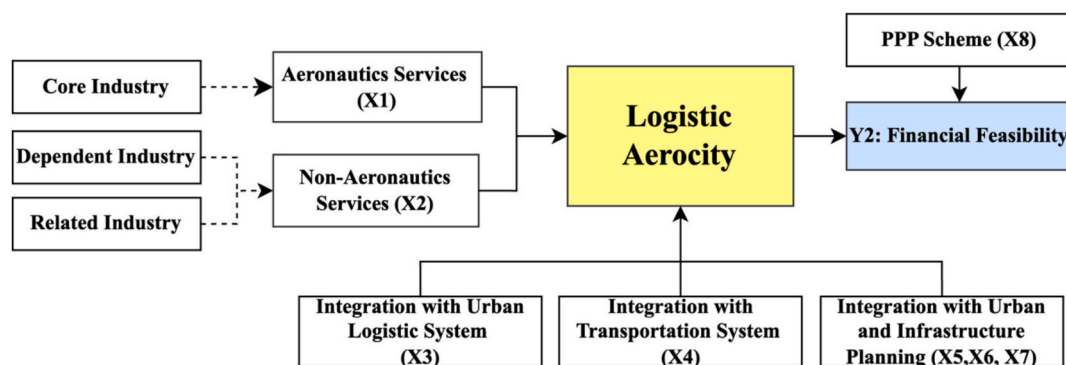 PPP Scheme (X8)
Core Industry
Aeronautics Services
(X1)
Logistic
Aerocity
Y2: Financial Feasibility
Dependent Industry
Non-Aeronautics
Services (X2)
Related Industry
Integration with Urban
Logistic System
(X3)
Integration with
Transportation System
(X4)
Integration with Urban
and Infrastructure
Planning (X5,X6, X7)